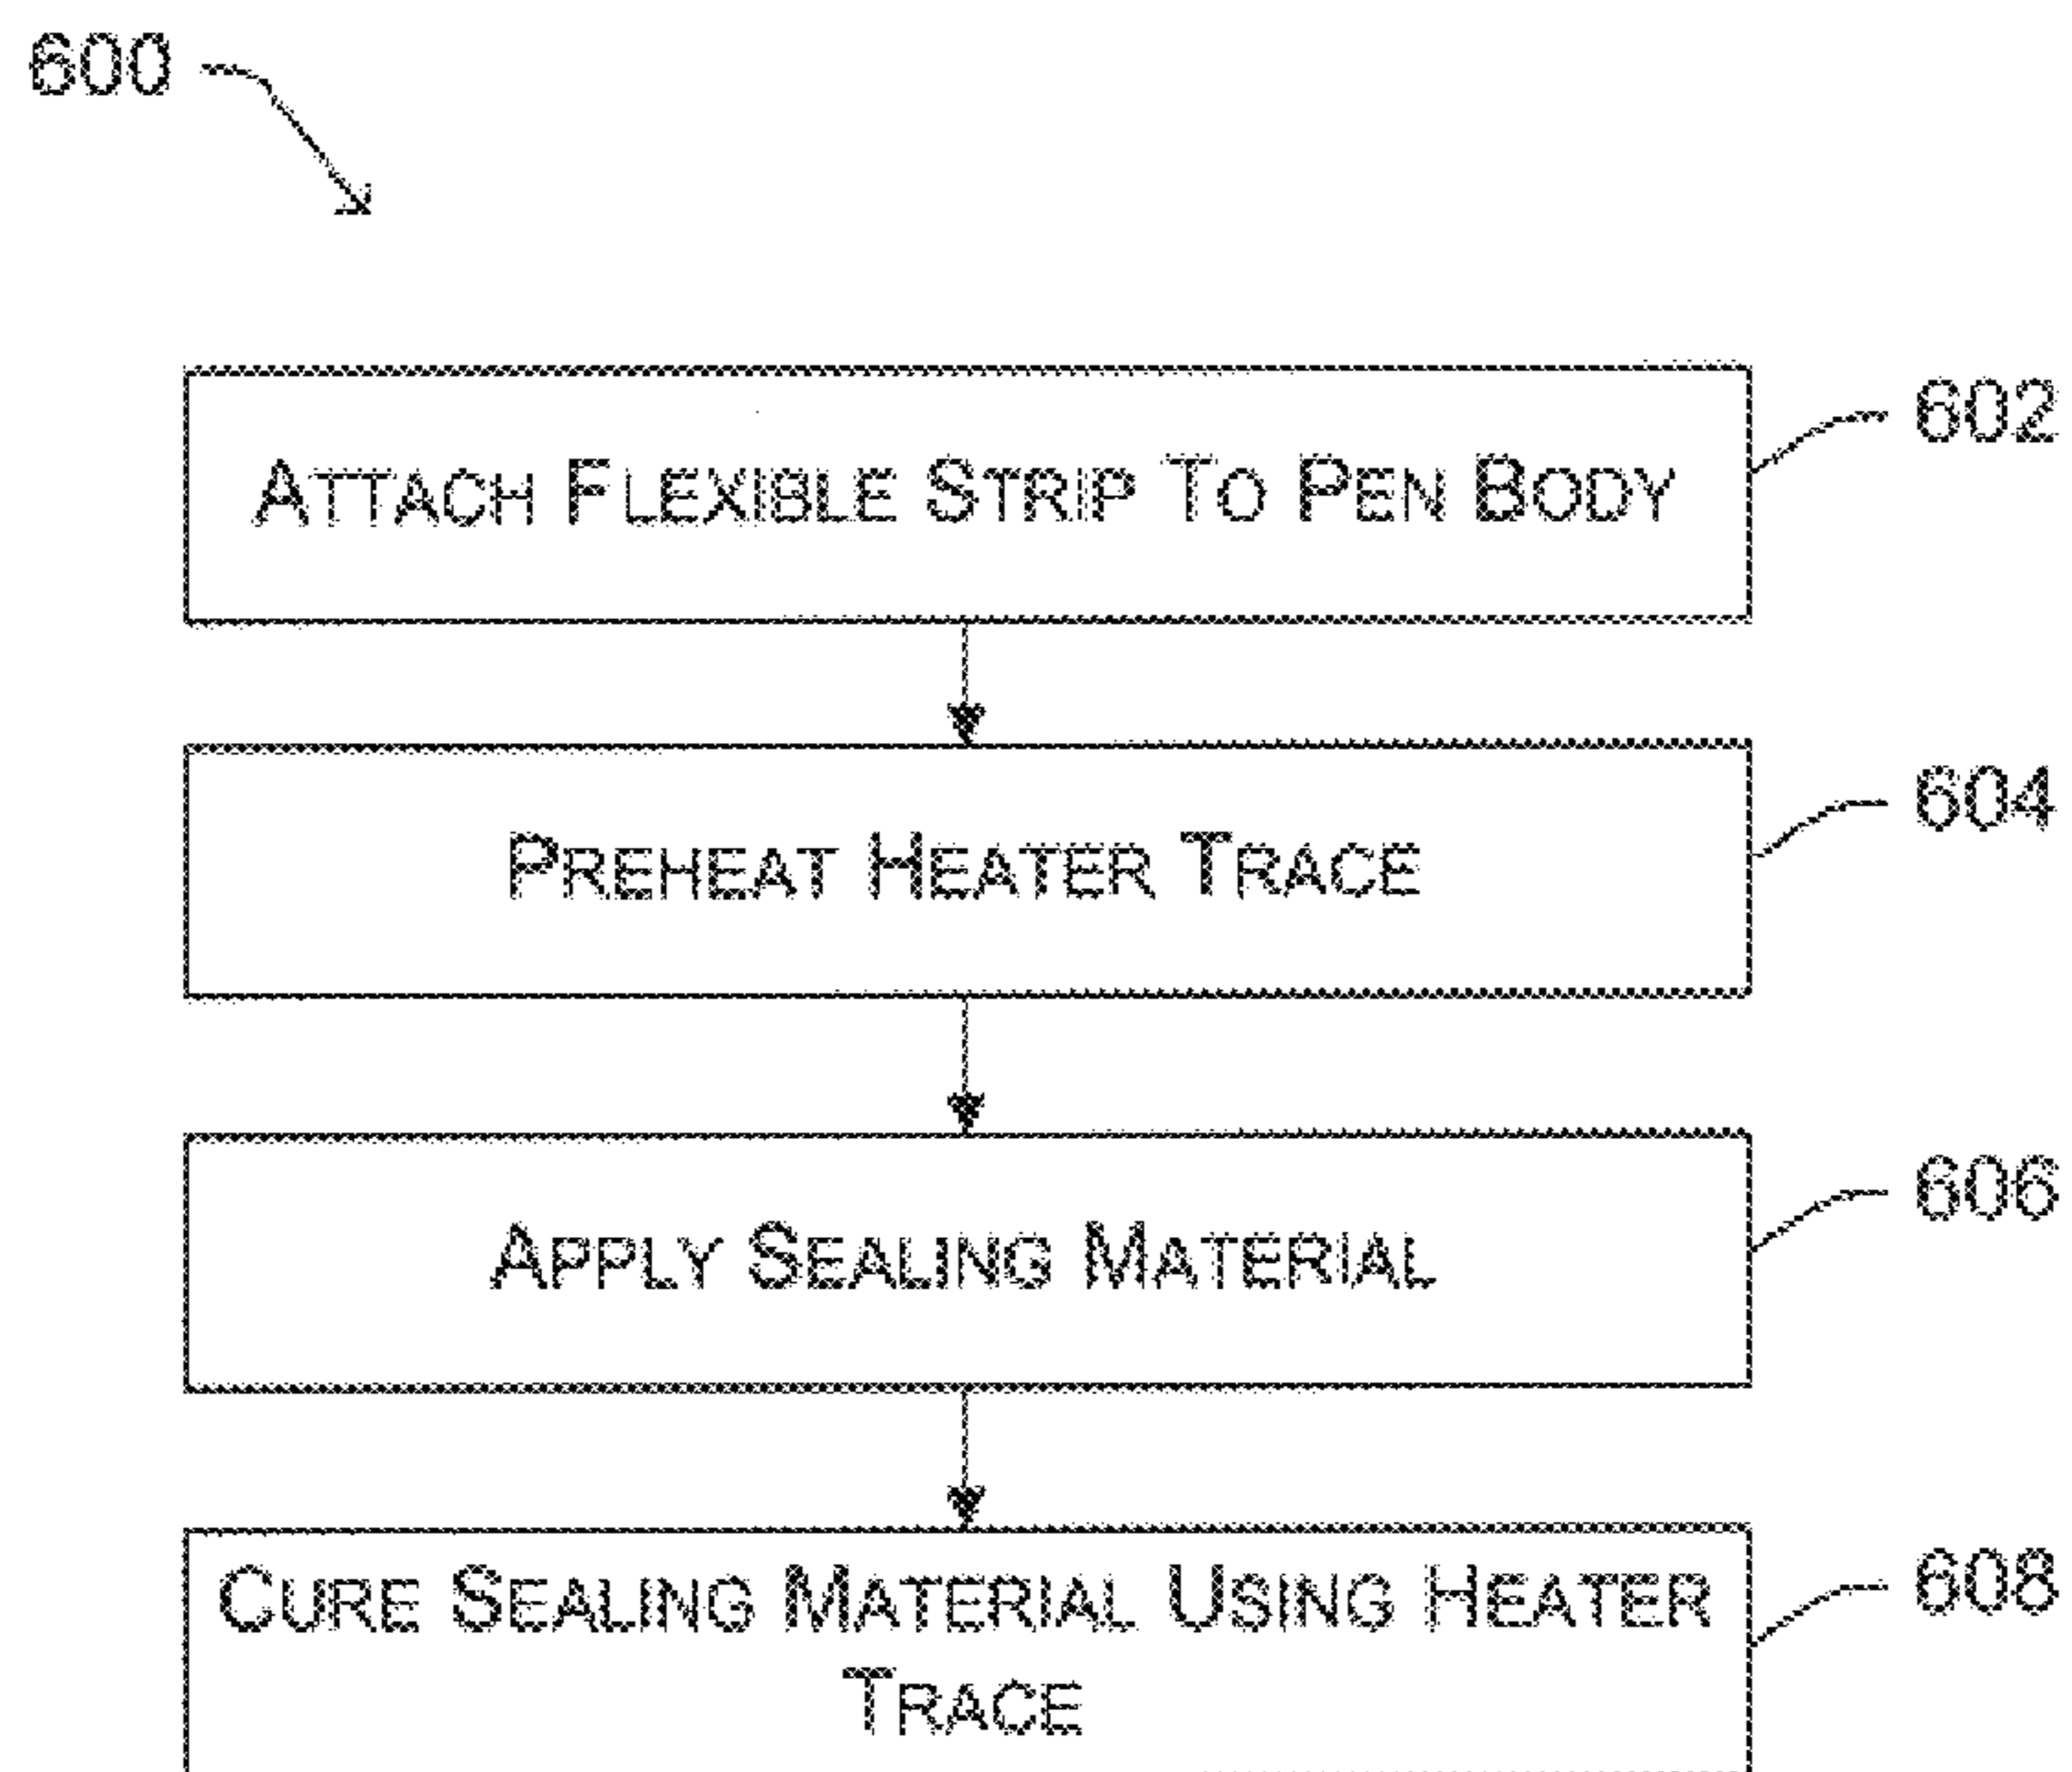 600
ATTACH FLEXIBLE STRIP TO PEN BODY
602
PREHEAT HEATER TRACE
604
APPLY SEALING MATERIAL
606
CURE SEALING MATERIAL USING HEATER
TRACE
608